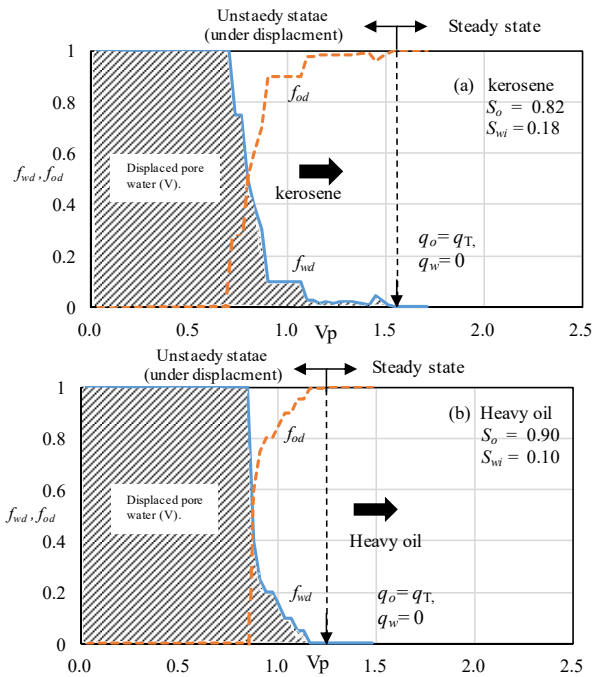 Unstaedy statae
(under displacment)
Steady state
1
0.8
0.6
0.4
0.2
0
f_wd, f_od
(a) kerosene
S_o = 0.82
S_wi = 0.18
f_od
Displaced pore
water (V).
kerosene
q_o= q_T,
q_w=0
f_wd
0.0 0.5 1.0 1.5 2.0 2.5
Vp
Unstaedy statae
(under displacment)
Steady state
1
0.8
0.6
0.4
0.2
0
f_wd, f_od
(b) Heavy oil
S_o = 0.90
S_wi = 0.10
f_od
Displaced pore
water (V).
Heavy oil
f_wd
q_o= q_T,
q_w=0
0.0 0.5 1.0 1.5 2.0 2.5
Vp